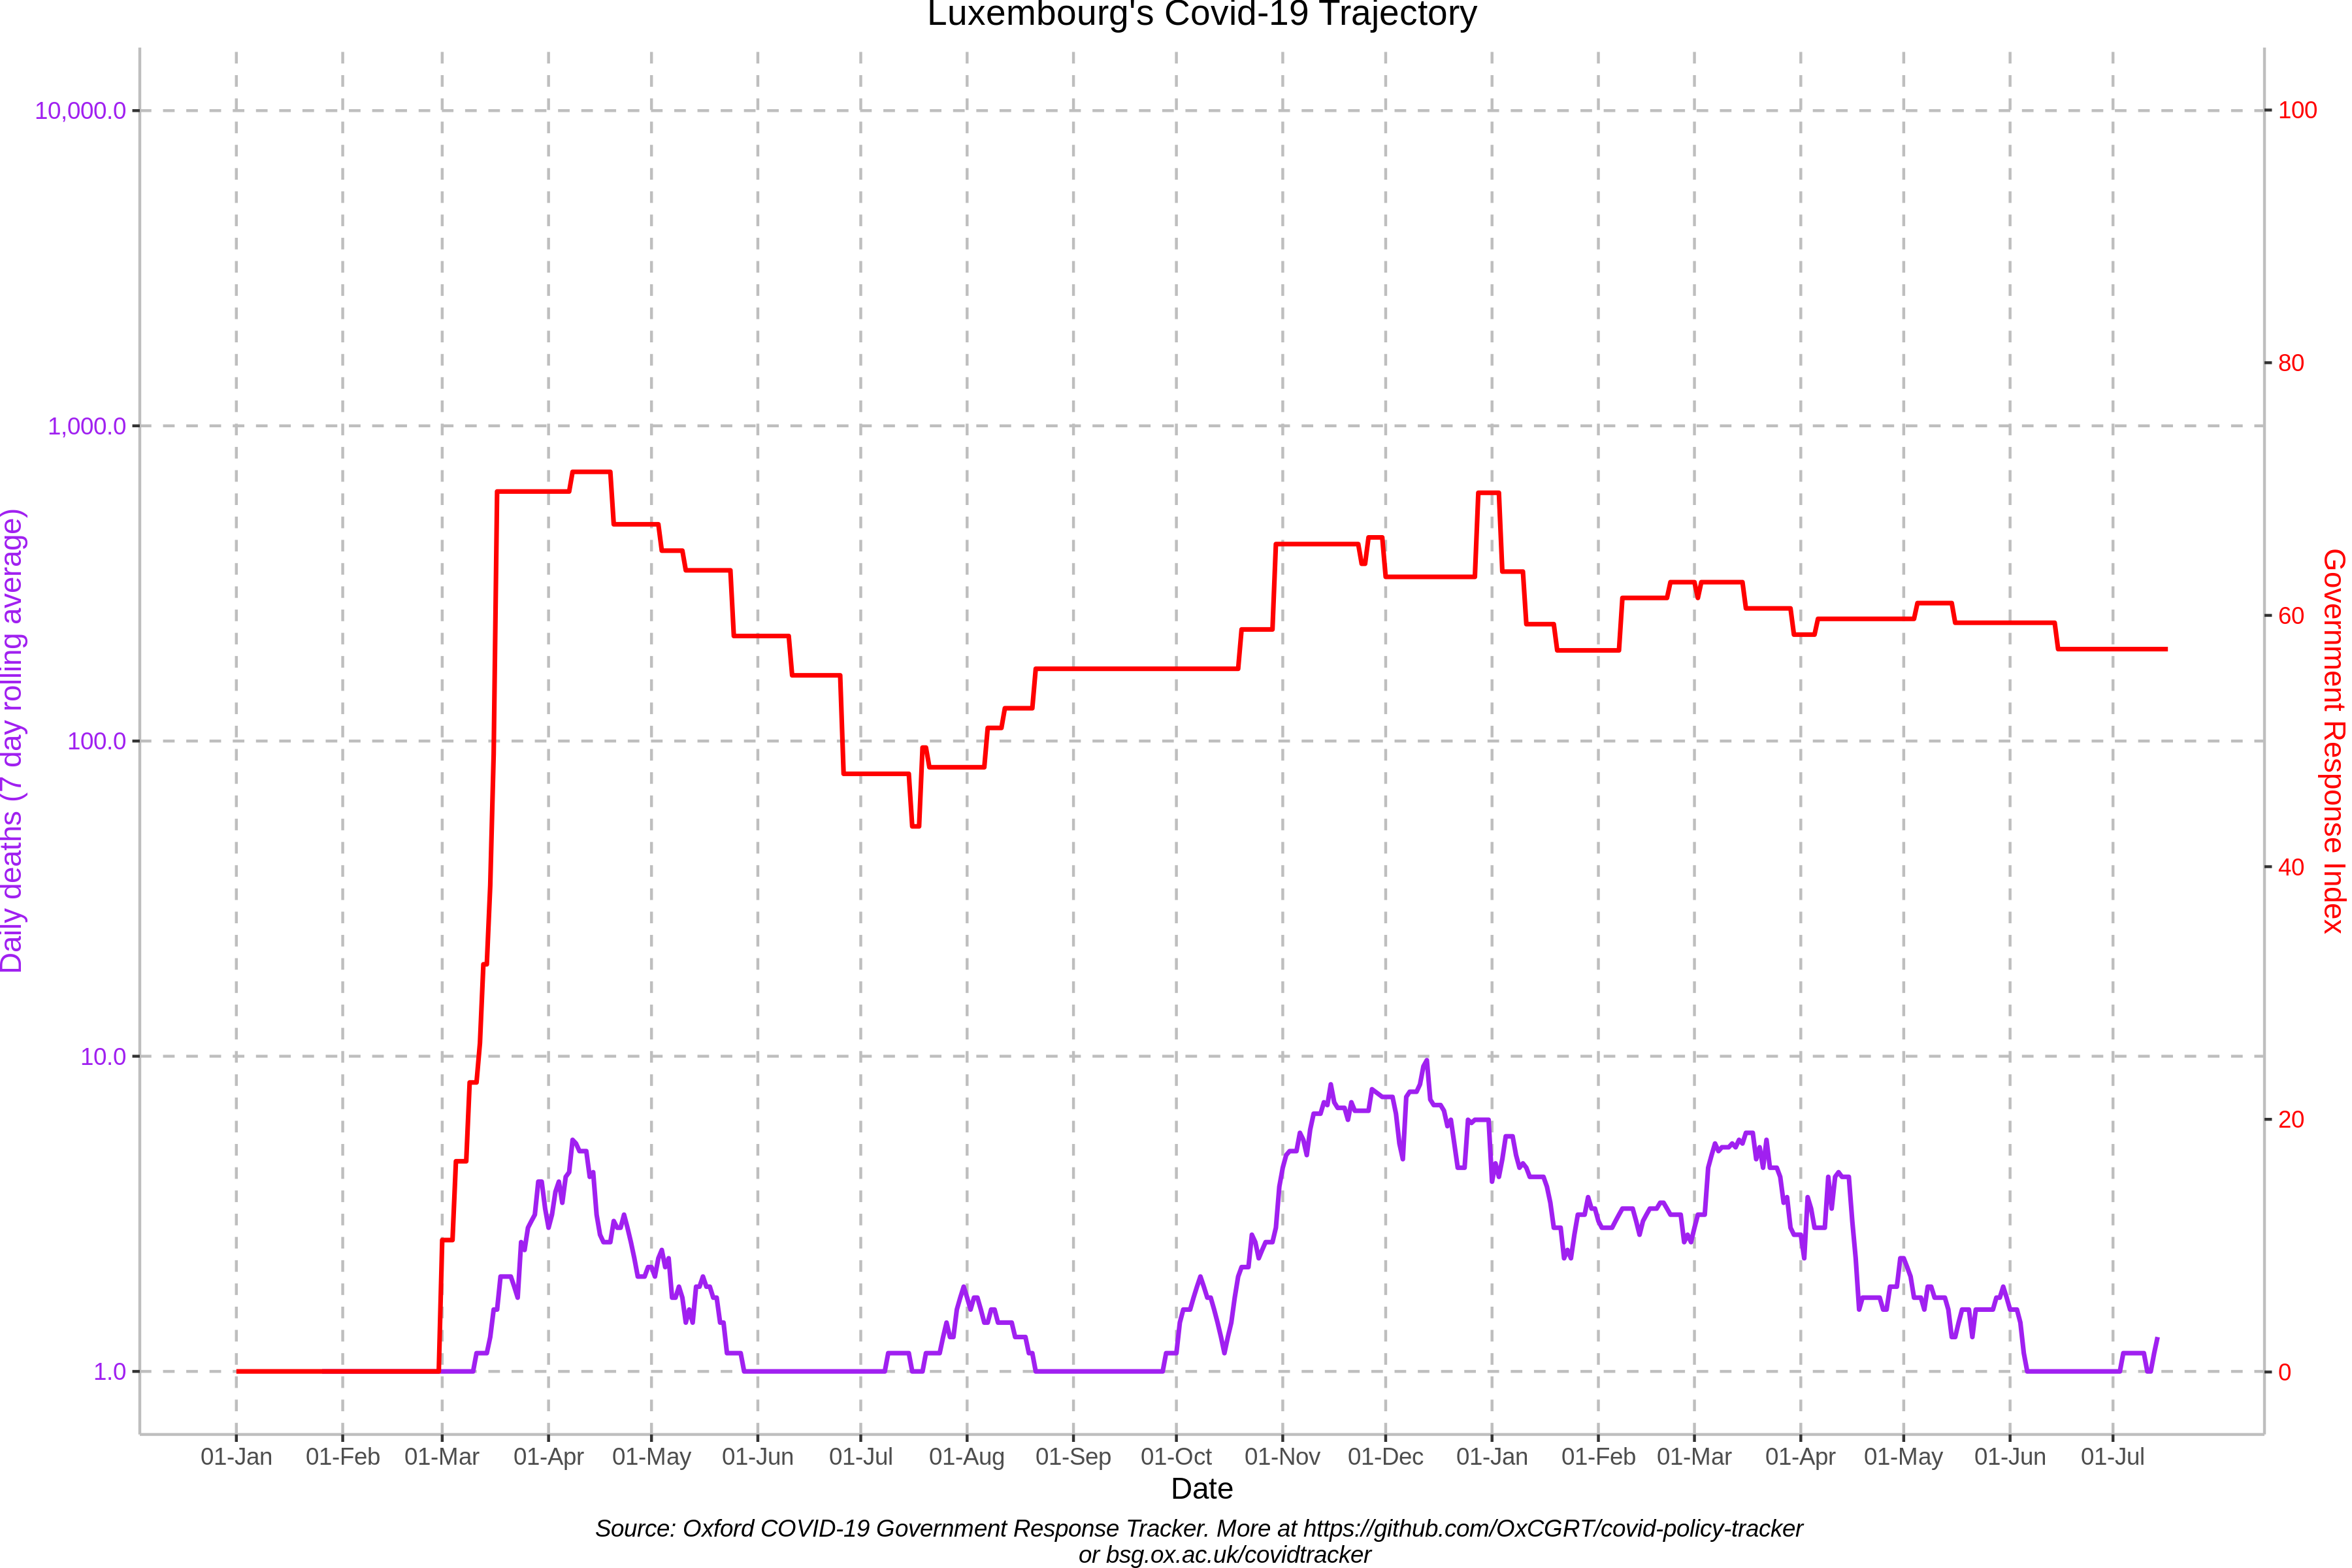 Luxembourg's Covid-19 Trajectory
Daily deaths (7 day rolling average)
10,000.0
1,000.0
100.0
10.0
1.0
100
80
60
40
20
0
Government Response Index
01-Jan 01-Feb 01-Mar 01-Apr 01-May 01-Jun 01-Jul 01-Aug 01-Sep 01-Oct 01-Nov 01-Dec 01-Jan 01-Feb 01-Mar 01-Apr 01-May 01-Jun 01-Jul
Date
Source: Oxford COVID-19 Government Response Tracker. More at https://github.com/OxCGRT/covid-policy-tracker
or bsg.ox.ac.uk/covidtracker